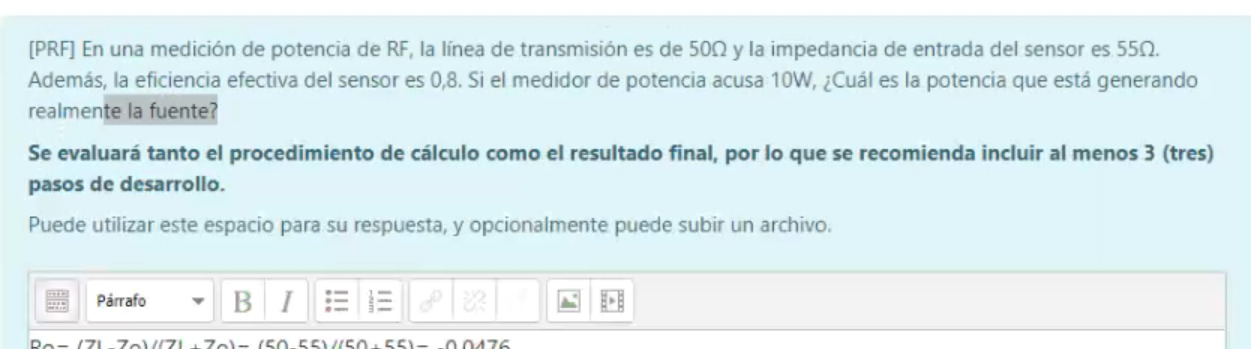 [PRF] En una medición de potencia de RF, la línea de transmisión es de 50Ω y la impedancia de entrada del sensor es 55Ω.
Además, la eficiencia efectiva del sensor es 0,8. Si el medidor de potencia acusa 10W, ¿Cuál es la potencia que está generando
realmente la fuente?
Se evaluará tanto el procedimiento de cálculo como el resultado final, por lo que se recomienda incluir al menos 3 (tres)
pasos de desarrollo.
Puede utilizar este espacio para su respuesta, y opcionalmente puede subir un archivo.
Párrafo B I
Ro= (ZL-Zo)/(ZL+Zo)= (50-55)/(50+55)= -0.0476